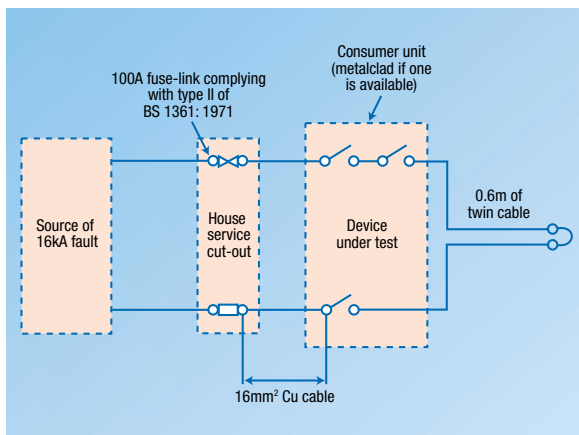 Consumer unit
(metalclad if one
is available)
100A fuse-link complying
with type II of
BS 1361: 1971
Source of
16kA fault
House
service
cut-out
Device
under test
0.6m of
twin cable
16mm² Cu cable